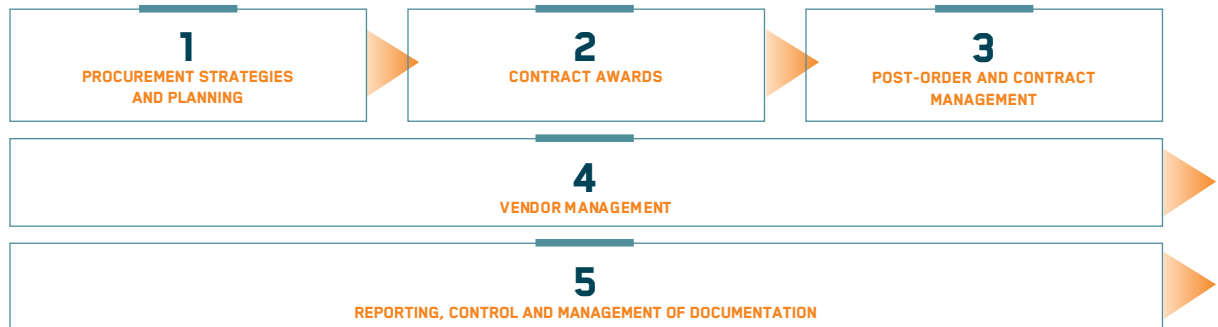 1
PROCUREMENT STRATEGIES
AND PLANNING
2
CONTRACT AWARDS
3
POST-ORDER AND CONTRACT
MANAGEMENT
4
VENDOR MANAGEMENT
5
REPORTING, CONTROL AND MANAGEMENT OF DOCUMENTATION